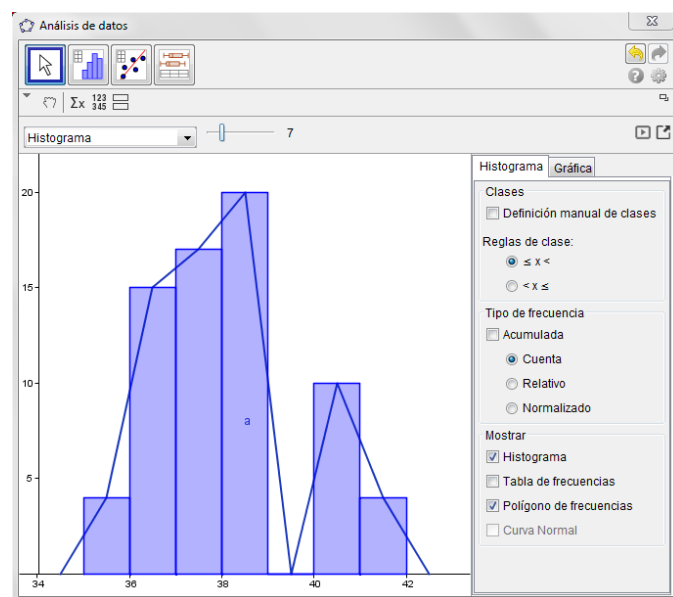 Análisis de datos
Σx 123
345
Histograma 7
20
15
10
5
a
34 36 38 40 42
Histograma Gráfica
Clases
Definición manual de clases
Reglas de clase:
≤ x <
< x ≤
Tipo de frecuencia
Acumulada
Cuenta
Relativo
Normalizado
Mostrar
Histograma
Tabla de frecuencias
Polígono de frecuencias
Curva Normal